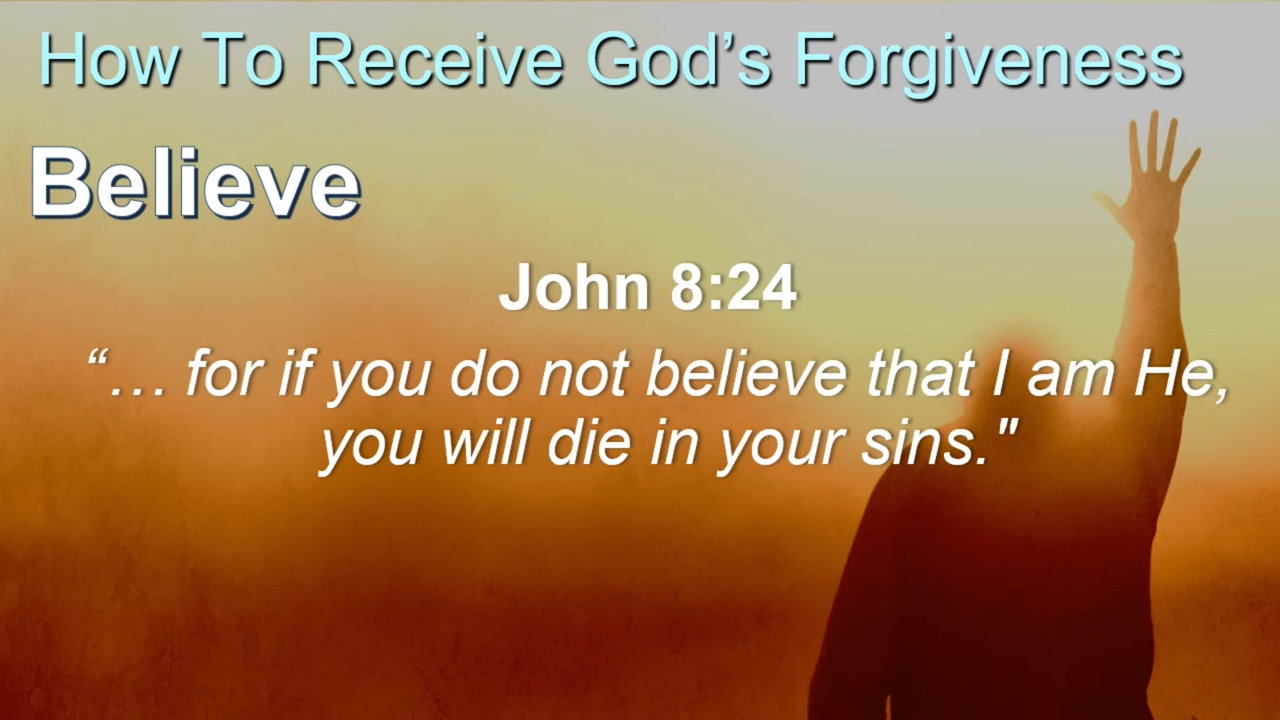 How To Receive God’s Forgiveness
Believe
John 8:24
“… for if you do not believe that I am He,
you will die in your sins."